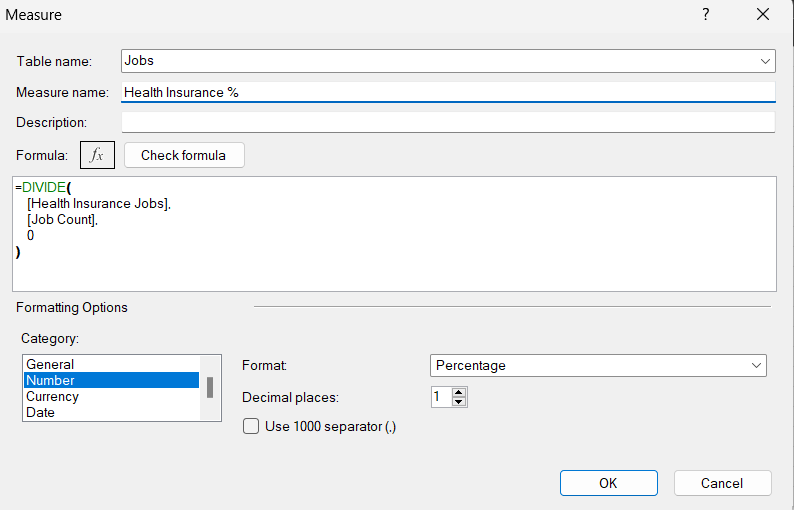 Measure ?
Table name: Jobs
Measure name: Health Insurance %
Description:
Formula: fx Check formula
=DIVIDE(
[Health Insurance Jobs],
[Job Count],
0
)
Formatting Options
Category:
General
Number
Currency
Date
Format: Percentage
Decimal places: 1
Use 1000 separator (,)
OK Cancel